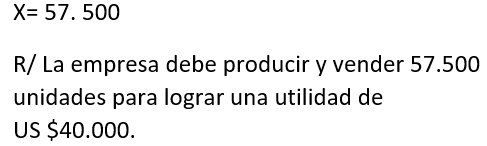 X= 57. 500
R/ La empresa debe producir y vender 57.500
unidades para lograr una utilidad de
US $40.000.